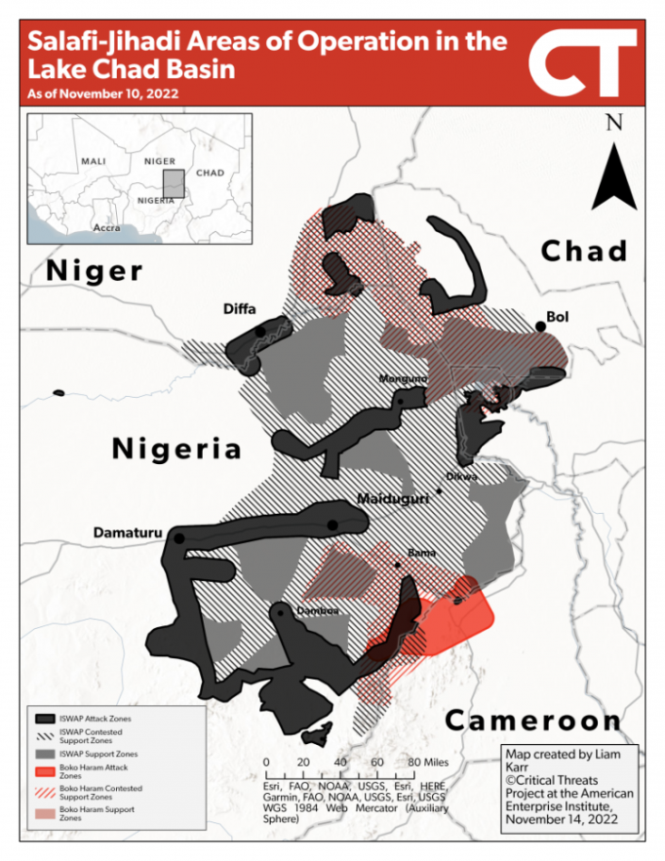 Salafi-Jihadi Areas of Operation in the
Lake Chad Basin
As of November 10, 2022
CT
N
MALI
NIGER
CHAD
NIGERIA
Accra
Niger
Chad
Diffa
Bol
Monguno
Nigeria
Dikwa
Maiduguri
Damaturu
Bama
Damboa
Cameroon
ISWAP Attack Zones
ISWAP Contested
Support Zones
ISWAP Support Zones
Boko Haram Attack
Zones
Boko Haram Contested
Support Zones
Boko Haram Support
Zones
0 20 40 60 80 Miles
Esri, FAO, NOAA, USGS, Esri, HERE,
Garmin, FAO, NOAA, USGS, Esri, USGS
WGS 1984 Web Mercator (Auxiliary
Sphere)
Map created by Liam
Karr
©Critical Threats
Project at the American
Enterprise Institute,
November 14, 2022